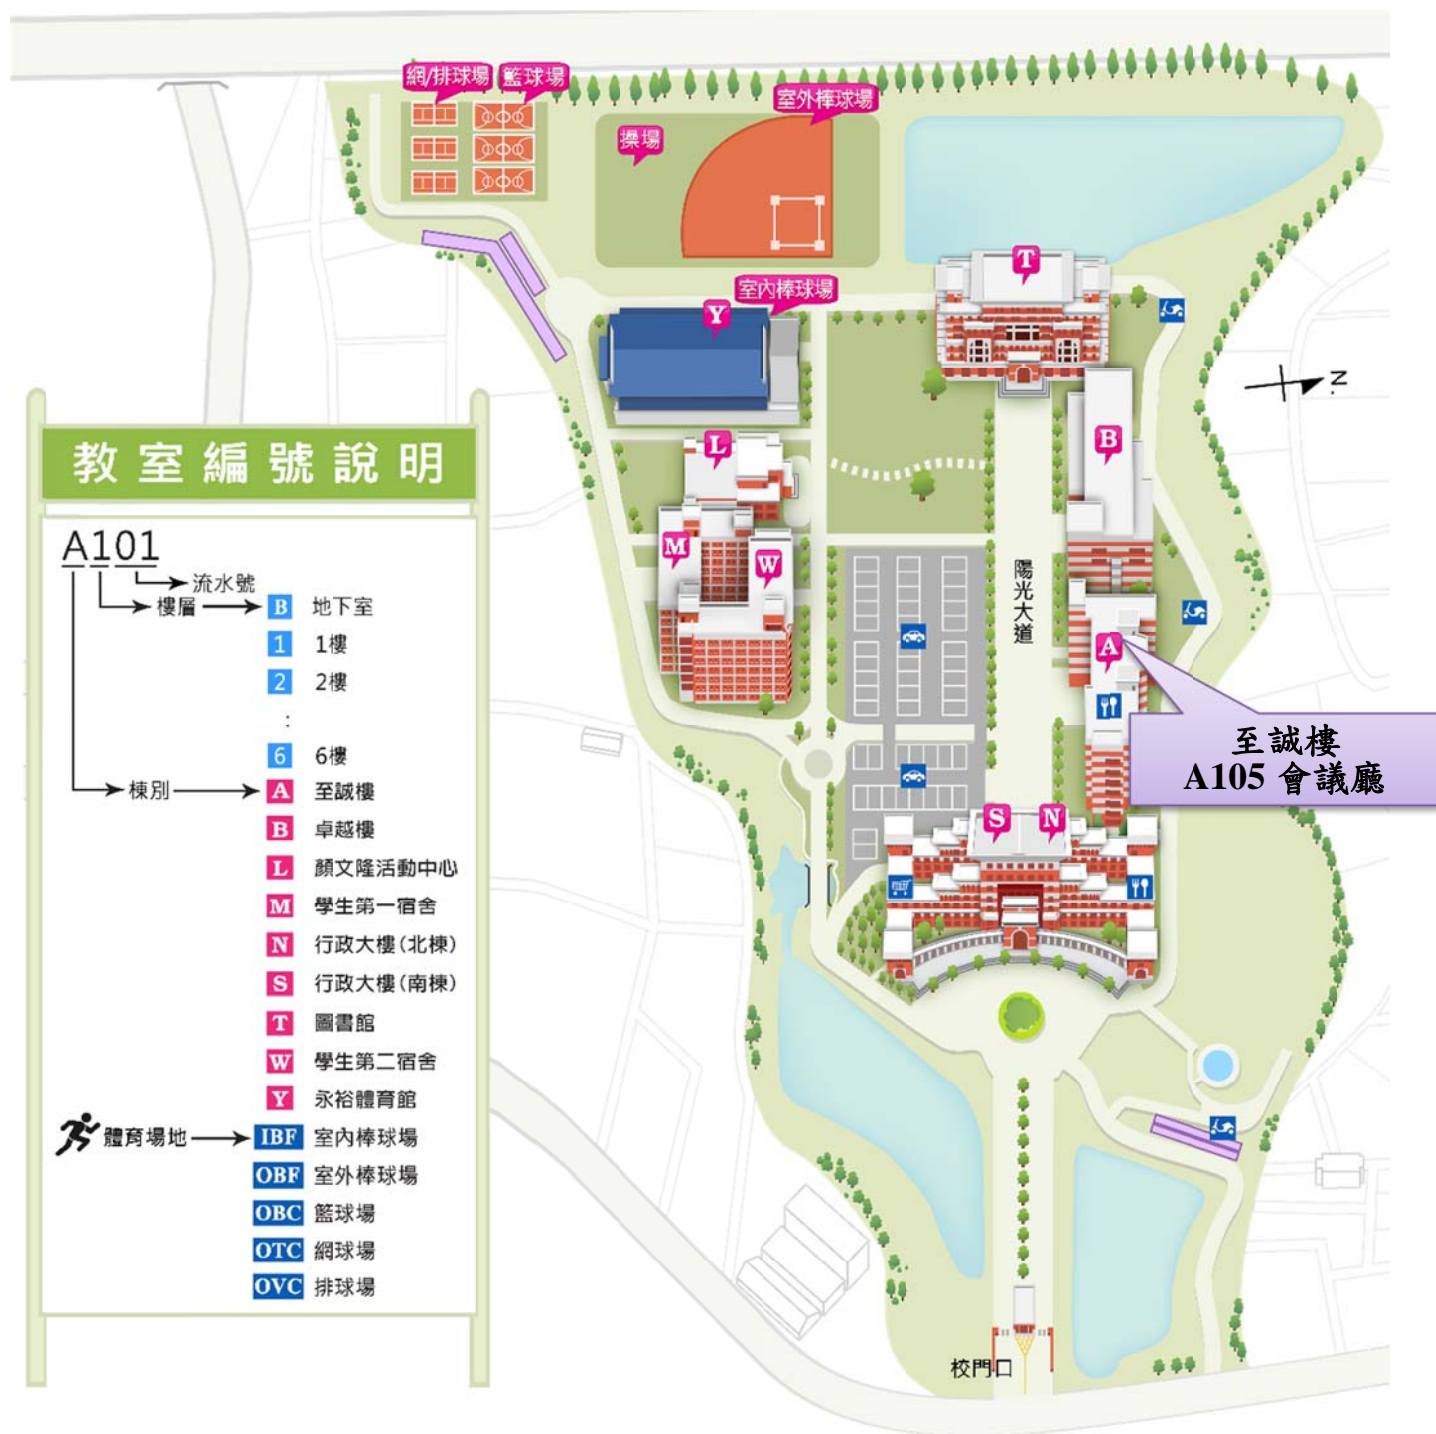 網/排球場
籃球場
室外棒球場
操場
T
室內棒球場
Y
N
B
L
M
W
陽光大道
A
至誠樓
A105 會議廳
S
N
校門口
教室編號說明
A101
流水號
樓層
B 地下室
1 1樓
2 2樓
:
6 6樓
棟別
A 至誠樓
B 卓越樓
L 顏文隆活動中心
M 學生第一宿舍
N 行政大樓(北棟)
S 行政大樓(南棟)
T 圖書館
W 學生第二宿舍
Y 永裕體育館
體育場地
IBF 室內棒球場
OBF 室外棒球場
OBC 籃球場
OTC 網球場
OVC 排球場